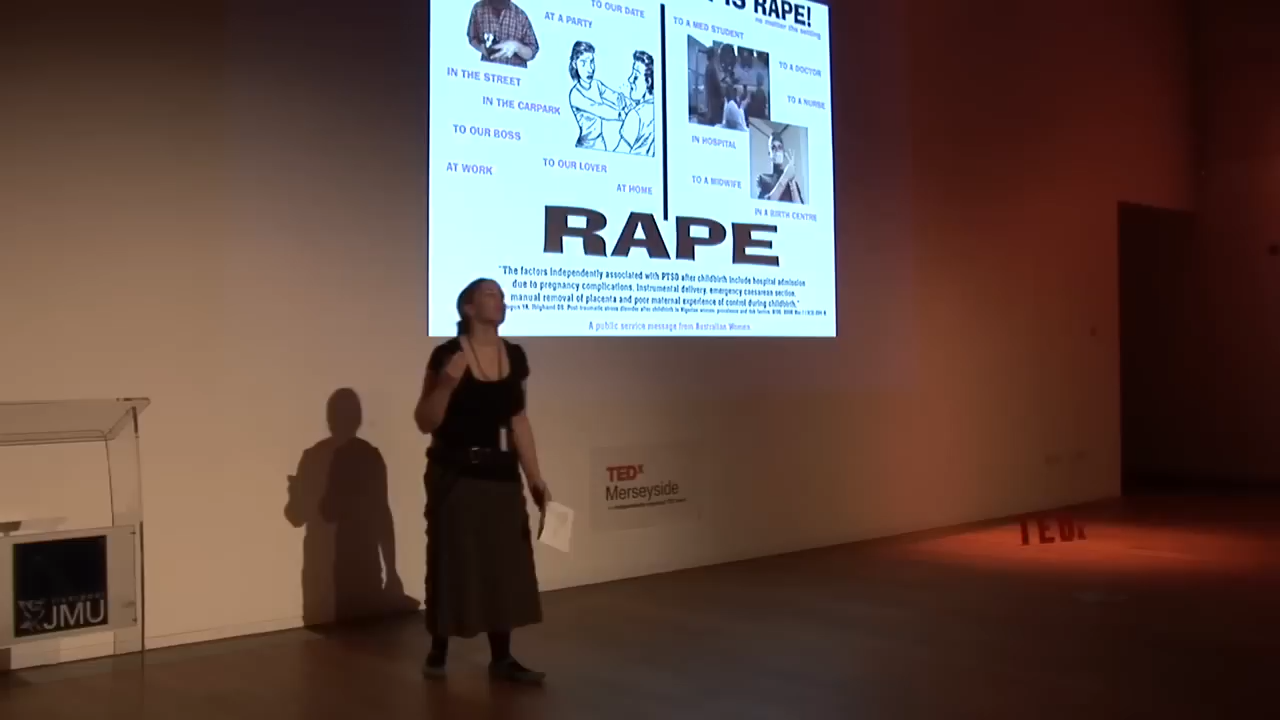 IS RAPE!
no matter the setting
TO OUR DATE
AT A PARTY
IN THE STREET
IN THE CARPARK
TO OUR BOSS
AT WORK
TO OUR LOVER
AT HOME
TO A MED STUDENT
TO A DOCTOR
TO A NURSE
IN HOSPITAL
TO A MIDWIFE
IN A BIRTH CENTRE
RAPE
"The factors independently associated with PTSD after childbirth include hospital admission
due to pregnancy complications, instrumental delivery, emergency caesarean section,
manual removal of placenta and poor maternal experience of control during childbirth."
A public service message from Australian Women
TEDx
Merseyside
JMU
TEDx